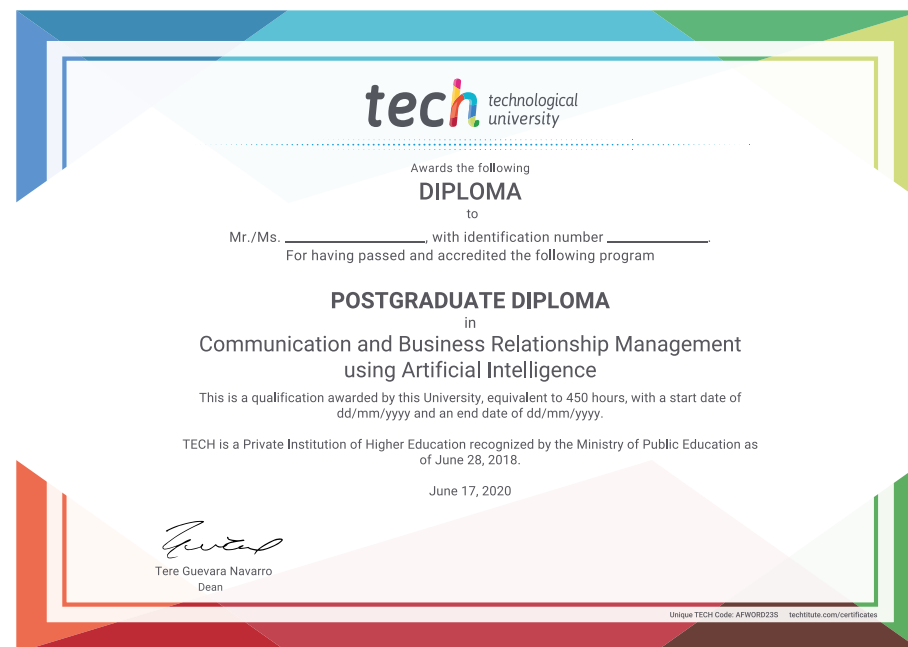 tech technological
university
Awards the following
DIPLOMA
to
Mr./Ms. ____________________, with identification number ______________.
For having passed and accredited the following program
POSTGRADUATE DIPLOMA
in
Communication and Business Relationship Management
using Artificial Intelligence
This is a qualification awarded by this University, equivalent to 450 hours, with a start date of
dd/mm/yyyy and an end date of dd/mm/yyyy.
TECH is a Private Institution of Higher Education recognized by the Ministry of Public Education as
of June 28, 2018.
June 17, 2020
Tere Guevara Navarro
Dean
Unique TECH Code: AFWORD23S techtitute.com/certificates